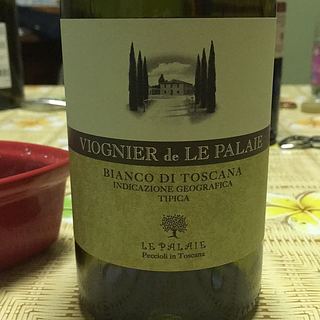 VIOGNIER de LE PALAIE
BIANCO DI TOSCANA
INDICAZIONE GEOGRAFICA
TIPICA
LE PALAIE
Peccioli in Toscana